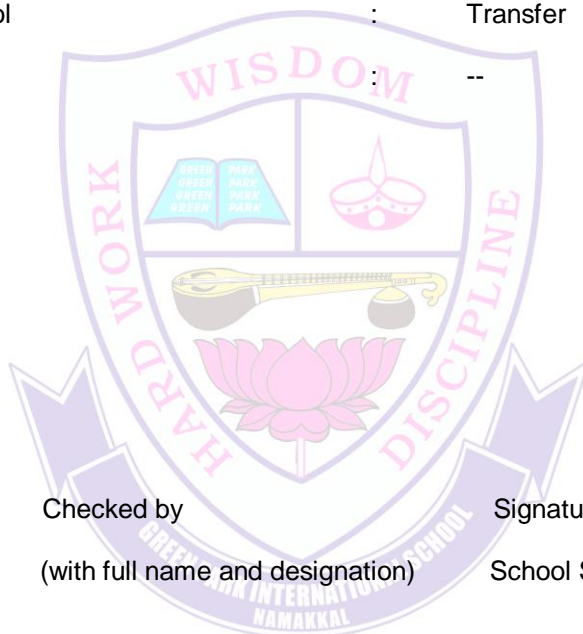 ol : Transfer
: --
WISDOM
HARD WORK
DISCIPLINE
GREEN PARK
GREEN PARK
GREEN PARK
GREEN PARK
Checked by Signatu
(with full name and designation) School S
GREEN PARK INTERNATIONAL SCHOOL
NAMAKKAL